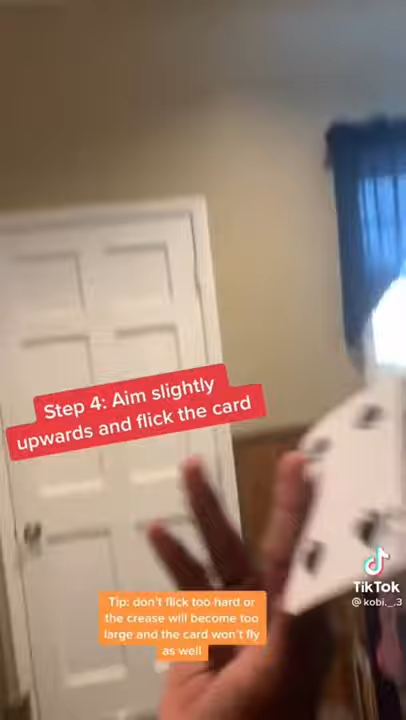 Step 4: Aim slightly
upwards and flick the card
Tip: don't flick too hard or
the crease will become too
large and the card won't fly
as well
TikTok
@ kobi._.3